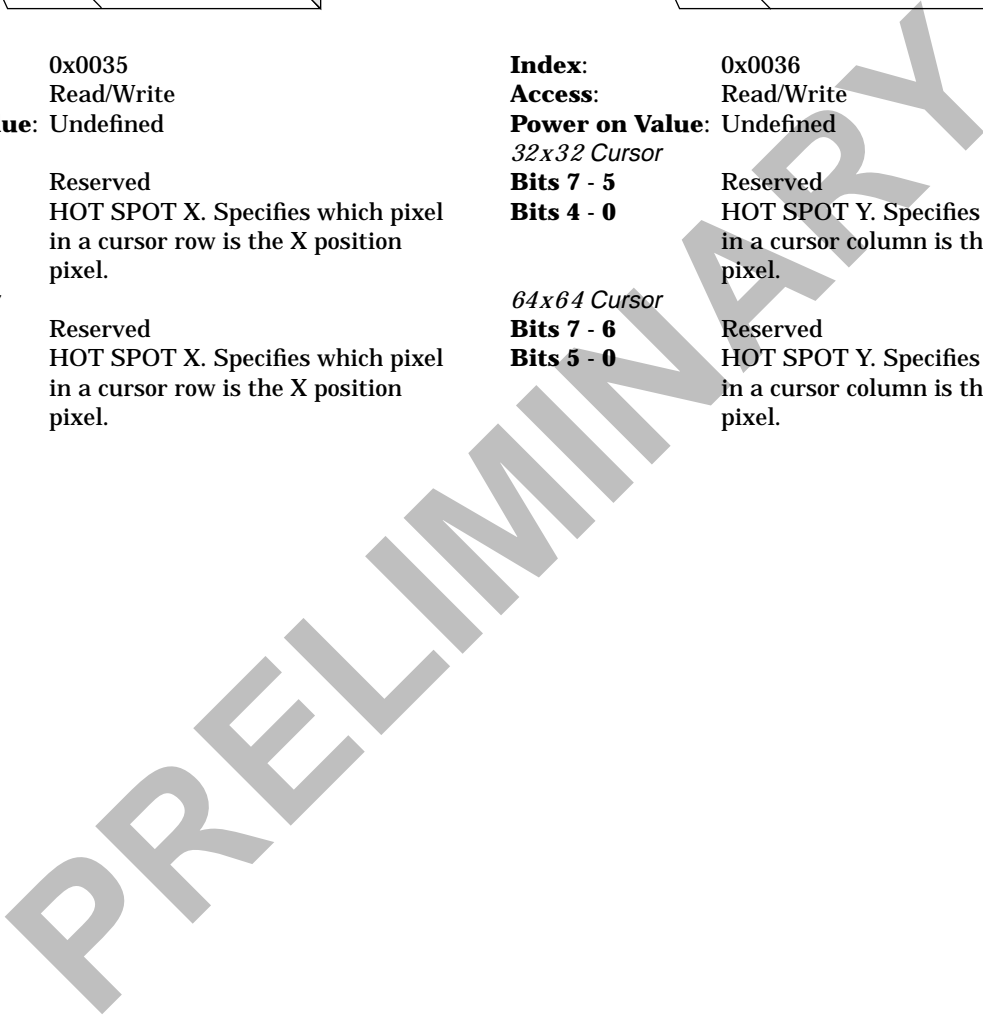 0x0035
Read/Write
lue: Undefined
Reserved
HOT SPOT X. Specifies which pixel
in a cursor row is the X position
pixel.
Reserved
HOT SPOT X. Specifies which pixel
in a cursor row is the X position
pixel.
Index: 0x0036
Access: Read/Write
Power on Value: Undefined
32x32 Cursor
Bits 7 - 5 Reserved
Bits 4 - 0 HOT SPOT Y. Specifies
in a cursor column is th
pixel.
64x64 Cursor
Bits 7 - 6 Reserved
Bits 5 - 0 HOT SPOT Y. Specifies
in a cursor column is th
pixel.
PRELIMINARY